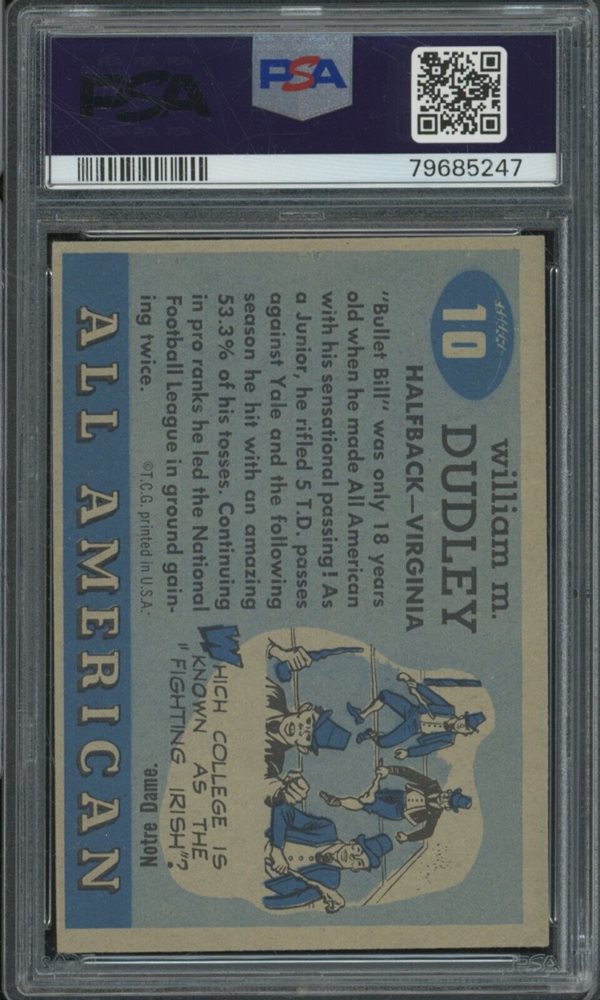 PSA
PSA
79685247
10
william m.
DUDLEY
HALFBACK—VIRGINIA
"Bullet Bill" was only 18 years
old when he made All American
with his sensational passing! As
a Junior, he rifled 5 T.D. passes
against Yale and the following
season he hit with an amazing
53.3% of his tosses. Continuing
in pro ranks he led the National
Football League in ground gain-
ing twice.
©T.C.G. printed in U.S.A.
WHICH COLLEGE IS
KNOWN AS THE
"FIGHTING IRISH"?
Notre Dame.
ALL AMERICAN